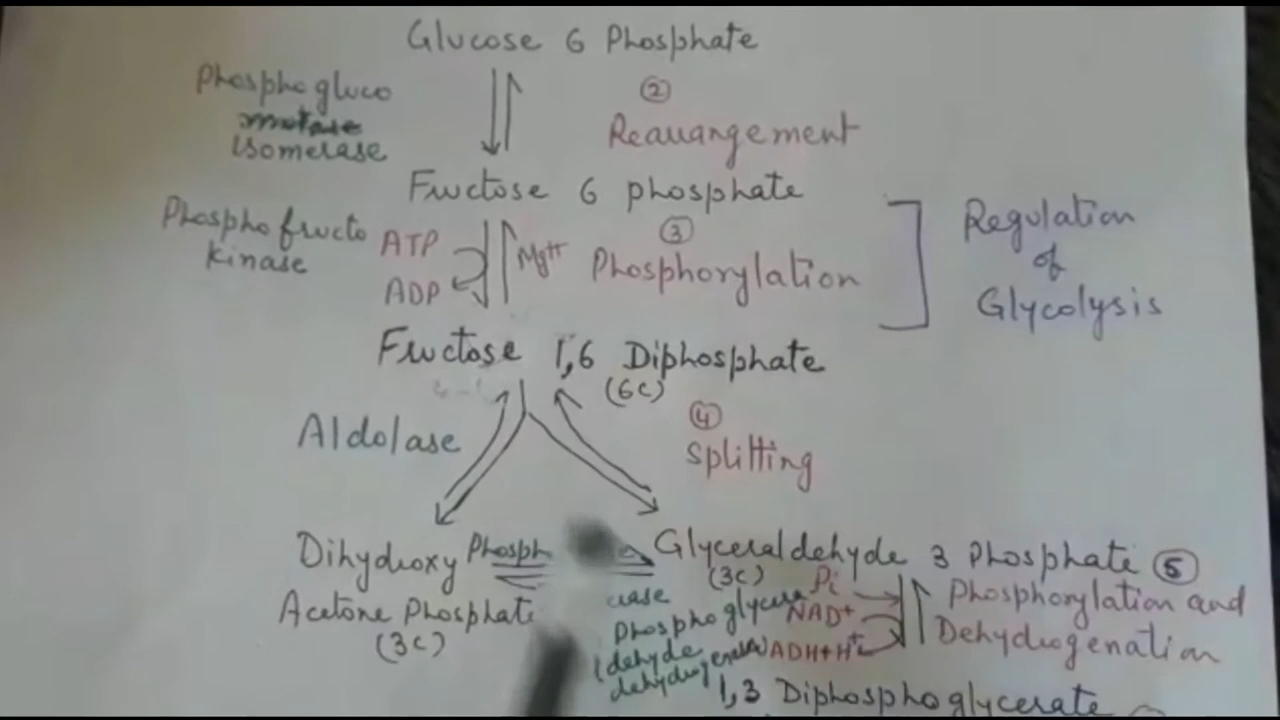 Glucose 6 Phosphate
Phosphogluco
isomerase
②
Rearrangement
Fructose 6 phosphate
Phosphofructo
kinase
ATP
ADP
Mg++
③
Phosphorylation
Regulation
of
Glycolysis
Fructose 1,6 Diphosphate
(6C)
Aldolase
④
Splitting
Dihydroxy
Acetone Phosphate
(3C)
Glyceraldehyde 3 Phosphate ⑤
(3C)
Pi
NAD+
Phosphorylation and
Dehydrogenation
1,3 Diphosphoglycerate